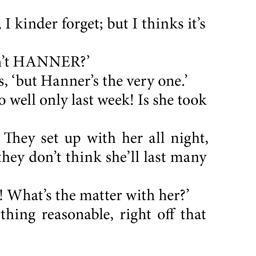 , I kinder forget; but I thinks it’s
’t HANNER?’
s, ‘but Hanner’s the very one.’
o well only last week! Is she took
They set up with her all night,
they don’t think she’ll last many
! What’s the matter with her?’
thing reasonable, right off that